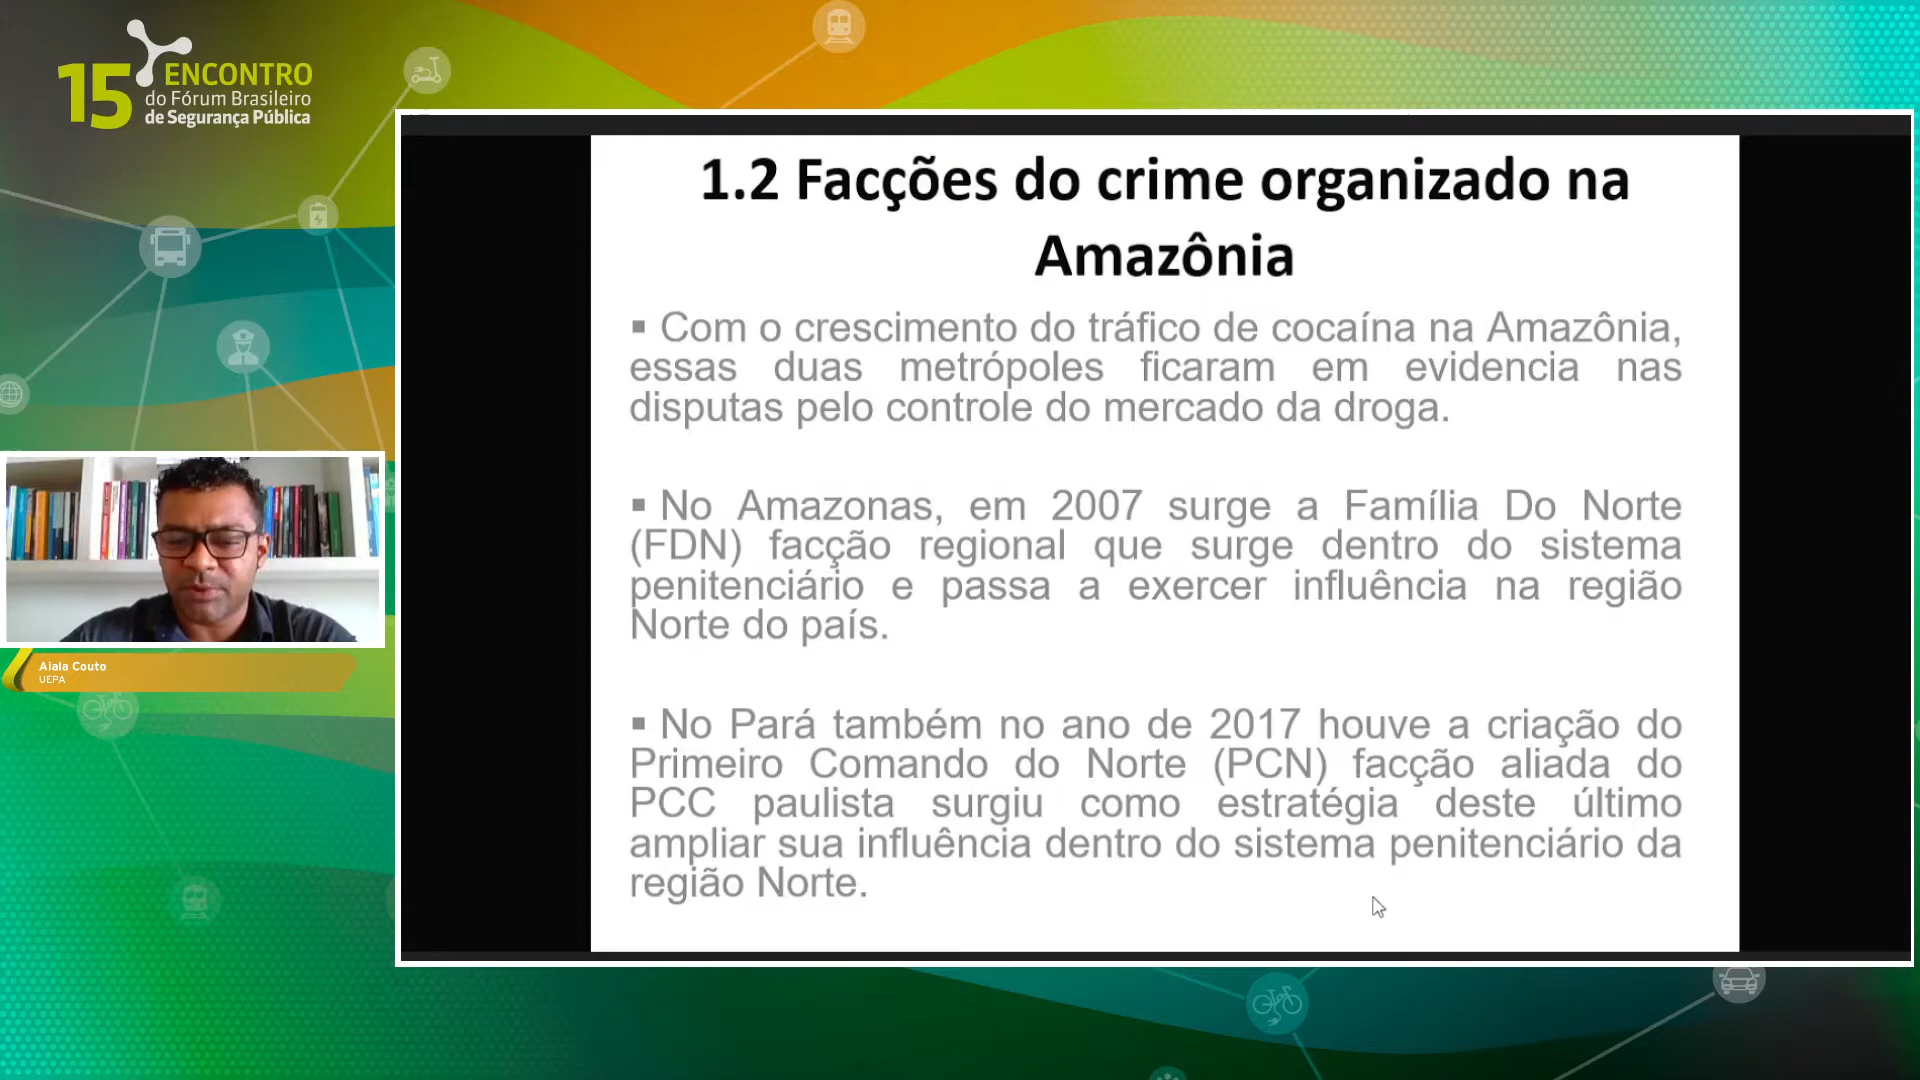 15 ENCONTRO
do Fórum Brasileiro
de Segurança Pública
1.2 Facções do crime organizado na
Amazônia
▪ Com o crescimento do tráfico de cocaína na Amazônia,
essas duas metrópoles ficaram em evidencia nas
disputas pelo controle do mercado da droga.
▪ No Amazonas, em 2007 surge a Família Do Norte
(FDN) facção regional que surge dentro do sistema
penitenciário e passa a exercer influência na região
Norte do país.
▪ No Pará também no ano de 2017 houve a criação do
Primeiro Comando do Norte (PCN) facção aliada do
PCC paulista surgiu como estratégia deste último
ampliar sua influência dentro do sistema penitenciário da
região Norte.
Aiala Couto
UEPA